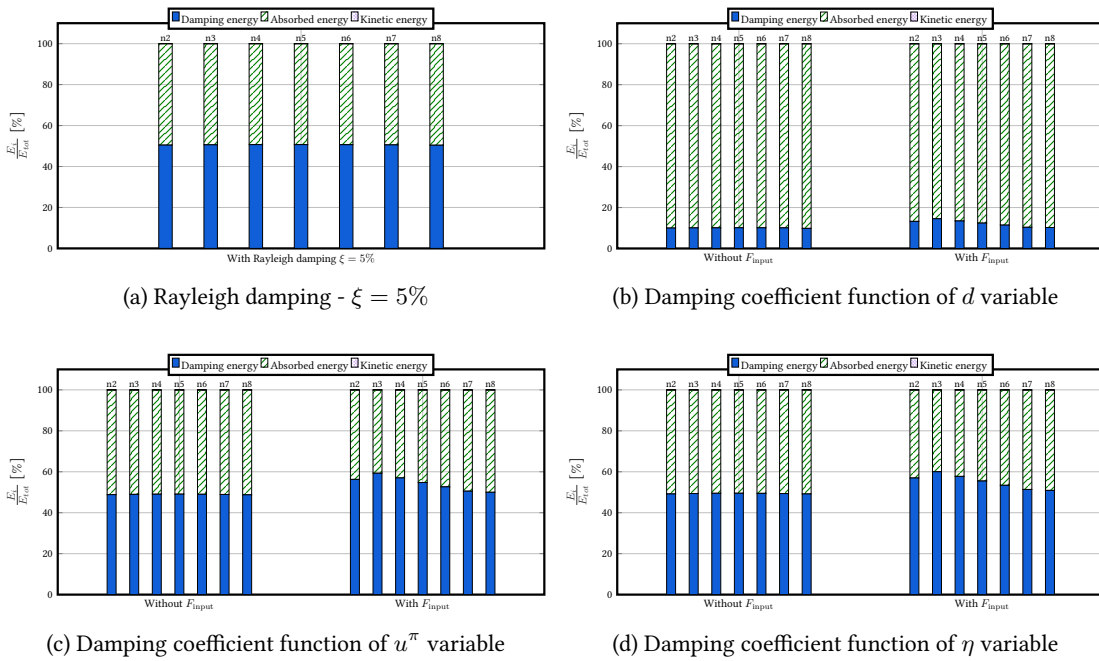 Damping energy Absorbed energy Kinetic energy
n2 n3 n4 n5 n6 n7 n8
100
80
60
40
20
0
E_i/E_tot [%]
With Rayleigh damping ξ = 5%
(a) Rayleigh damping - ξ = 5%
Damping energy Absorbed energy Kinetic energy
n2 n3 n4 n5 n6 n7 n8 n2 n3 n4 n5 n6 n7 n8
100
80
60
40
20
0
E_i/E_tot [%]
Without F_input With F_input
(b) Damping coefficient function of d variable
Damping energy Absorbed energy Kinetic energy
n2 n3 n4 n5 n6 n7 n8 n2 n3 n4 n5 n6 n7 n8
100
80
60
40
20
0
E_i/E_tot [%]
Without F_input With F_input
(c) Damping coefficient function of u^π variable
Damping energy Absorbed energy Kinetic energy
n2 n3 n4 n5 n6 n7 n8 n2 n3 n4 n5 n6 n7 n8
100
80
60
40
20
0
E_i/E_tot [%]
Without F_input With F_input
(d) Damping coefficient function of η variable